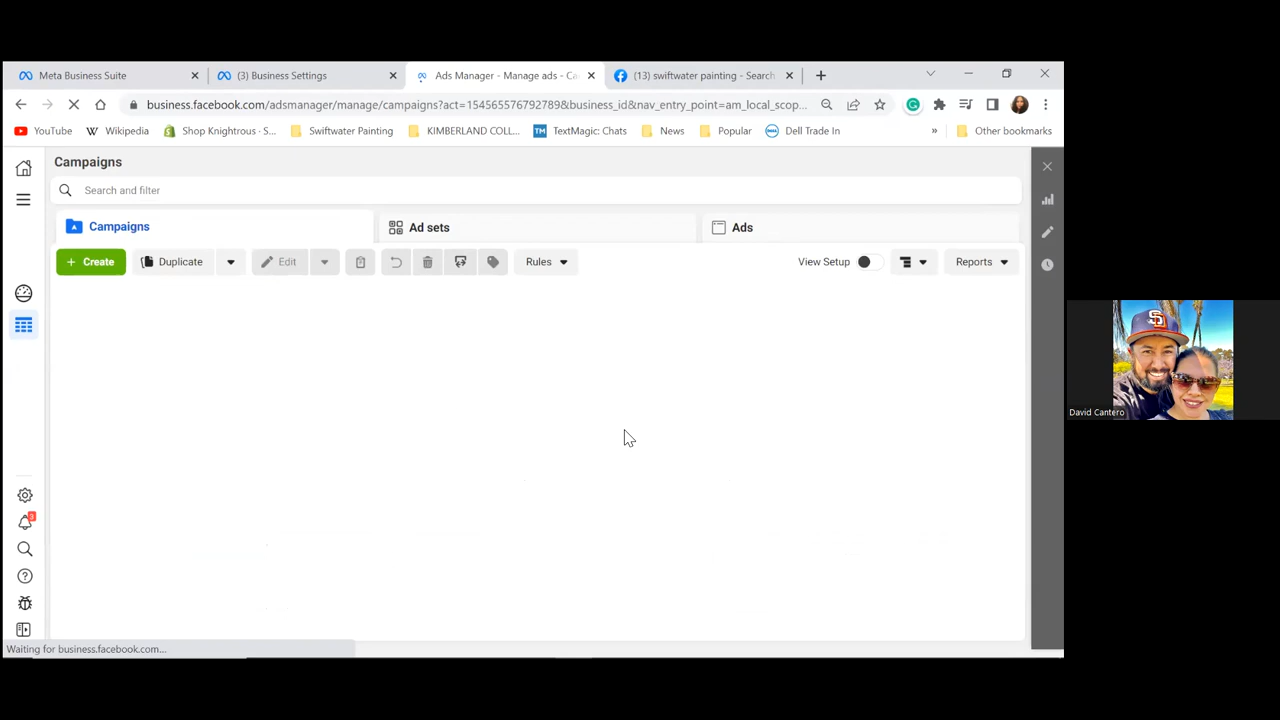 Meta Business Suite
(3) Business Settings
Ads Manager - Manage ads - Ca
(13) swiftwater painting - Search
business.facebook.com/adsmanager/manage/campaigns?act=154565576792789&business_id&nav_entry_point=am_local_scop...
YouTube
Wikipedia
Shop Knightrous · S...
Swiftwater Painting
KIMBERLAND COLL...
TM
TextMagic: Chats
News
Popular
Dell Trade In
»
Other bookmarks
Campaigns
Search and filter
Campaigns
Ad sets
Ads
+ Create
Duplicate
Edit
Rules
View Setup
Reports
3
Waiting for business.facebook.com...
SD
David Cantero